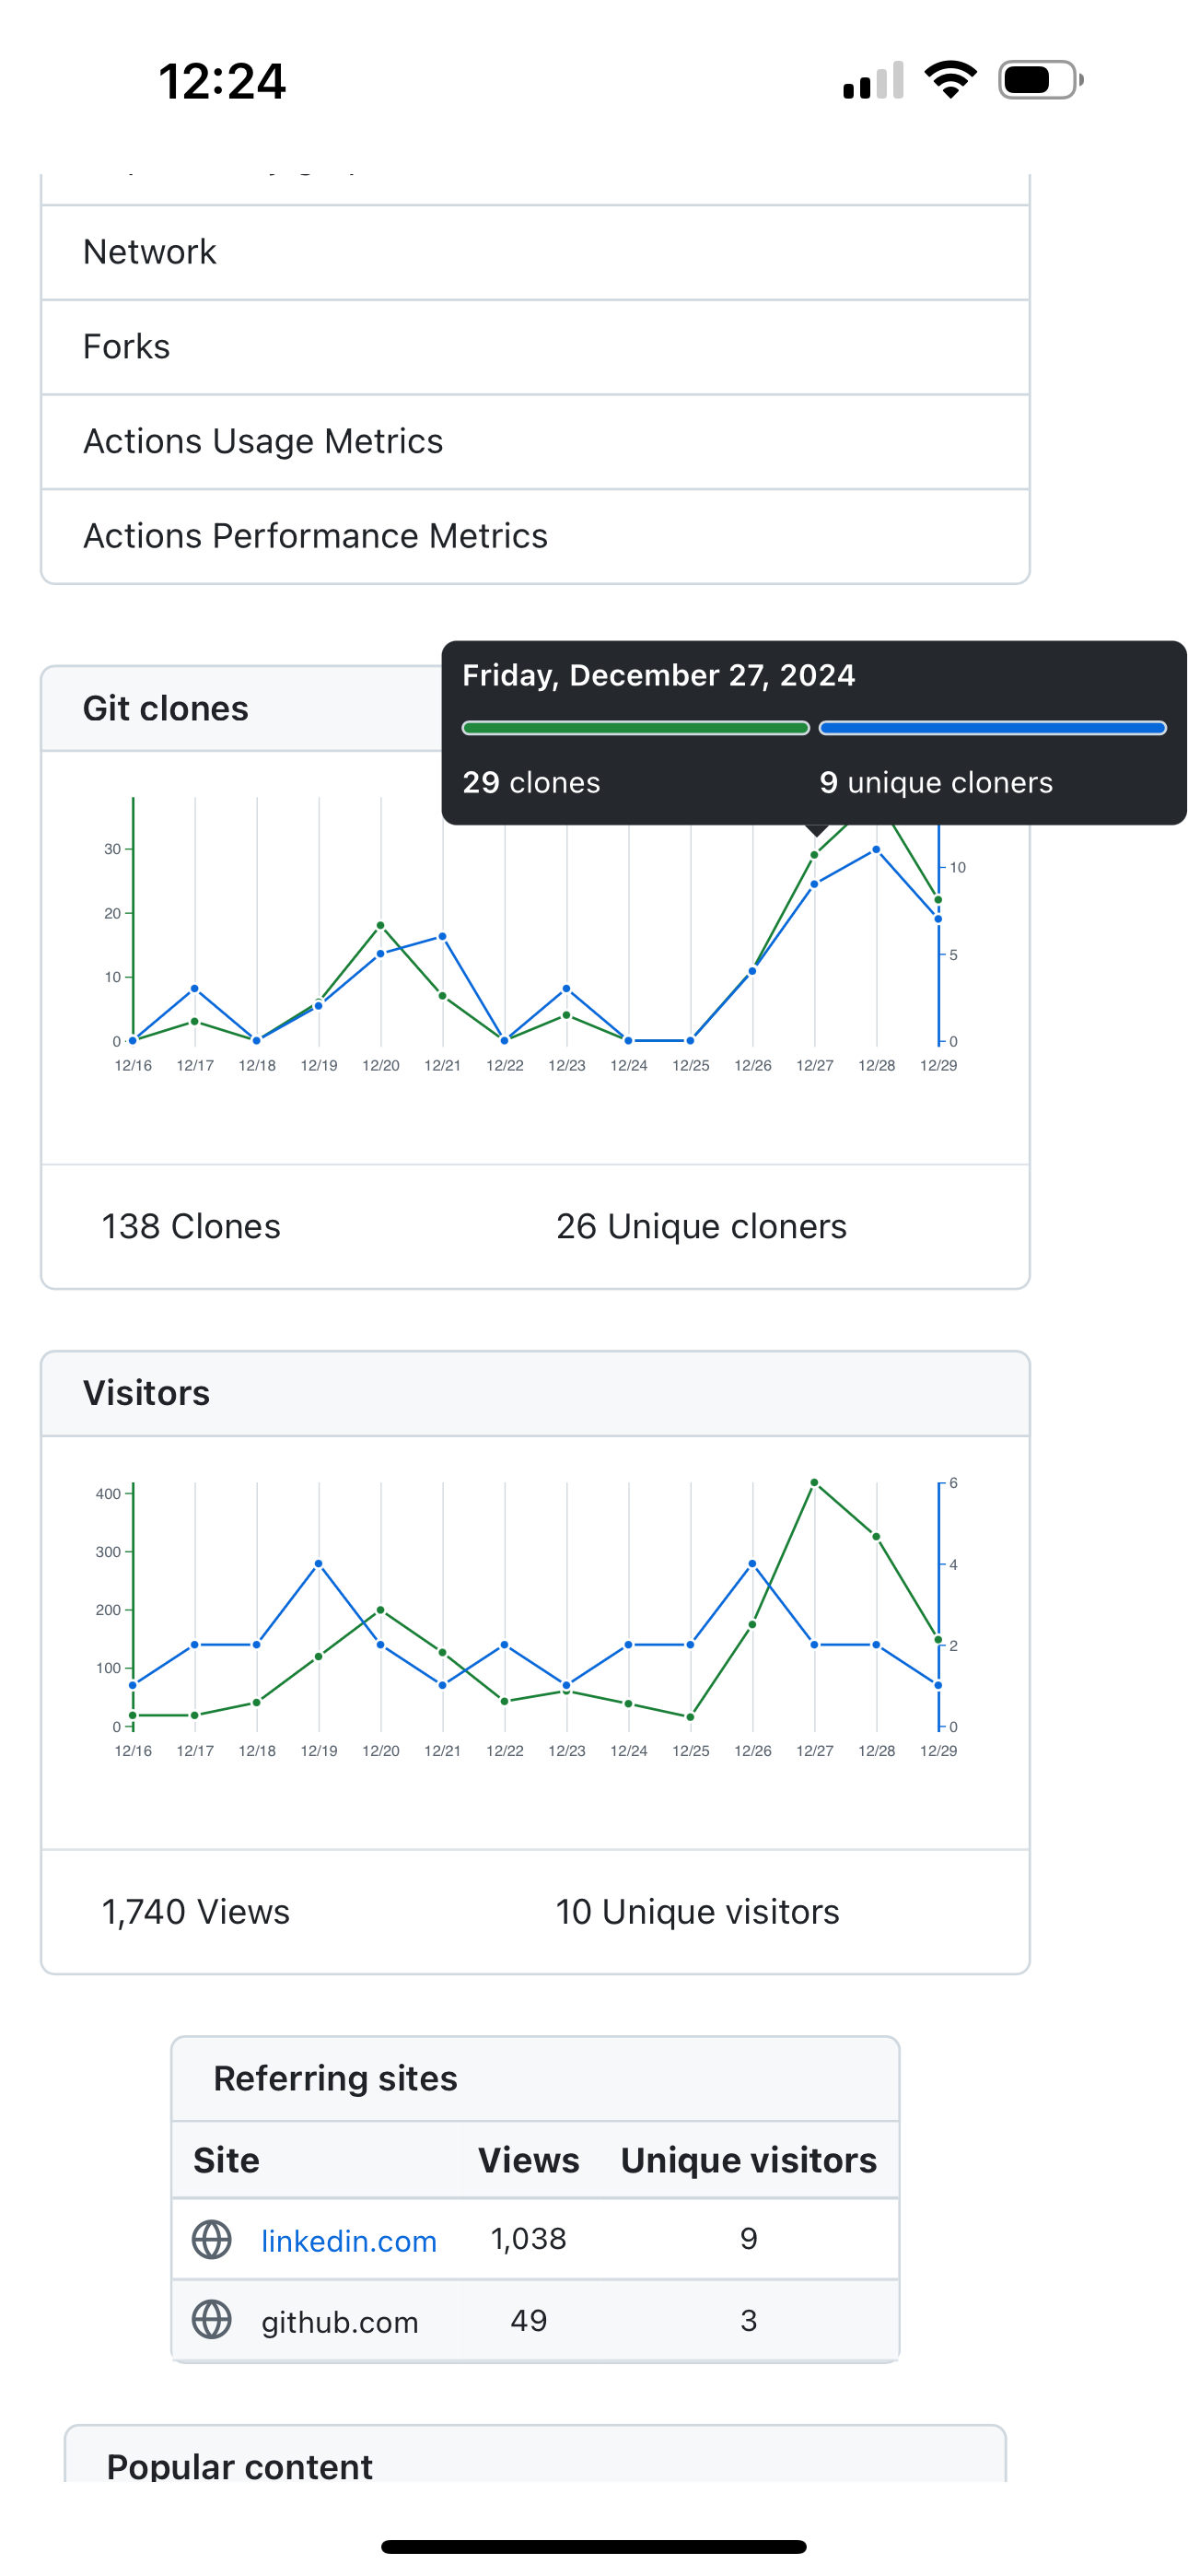 12:24
Network
Forks
Actions Usage Metrics
Actions Performance Metrics
Git clones
Friday, December 27, 2024
29 clones 9 unique cloners
30
20
10
0
10
5
0
12/16 12/17 12/18 12/19 12/20 12/21 12/22 12/23 12/24 12/25 12/26 12/27 12/28 12/29
138 Clones 26 Unique cloners
Visitors
400
300
200
100
0
6
4
2
0
12/16 12/17 12/18 12/19 12/20 12/21 12/22 12/23 12/24 12/25 12/26 12/27 12/28 12/29
1,740 Views 10 Unique visitors
Referring sites
Site Views Unique visitors
linkedin.com 1,038 9
github.com 49 3
Popular content